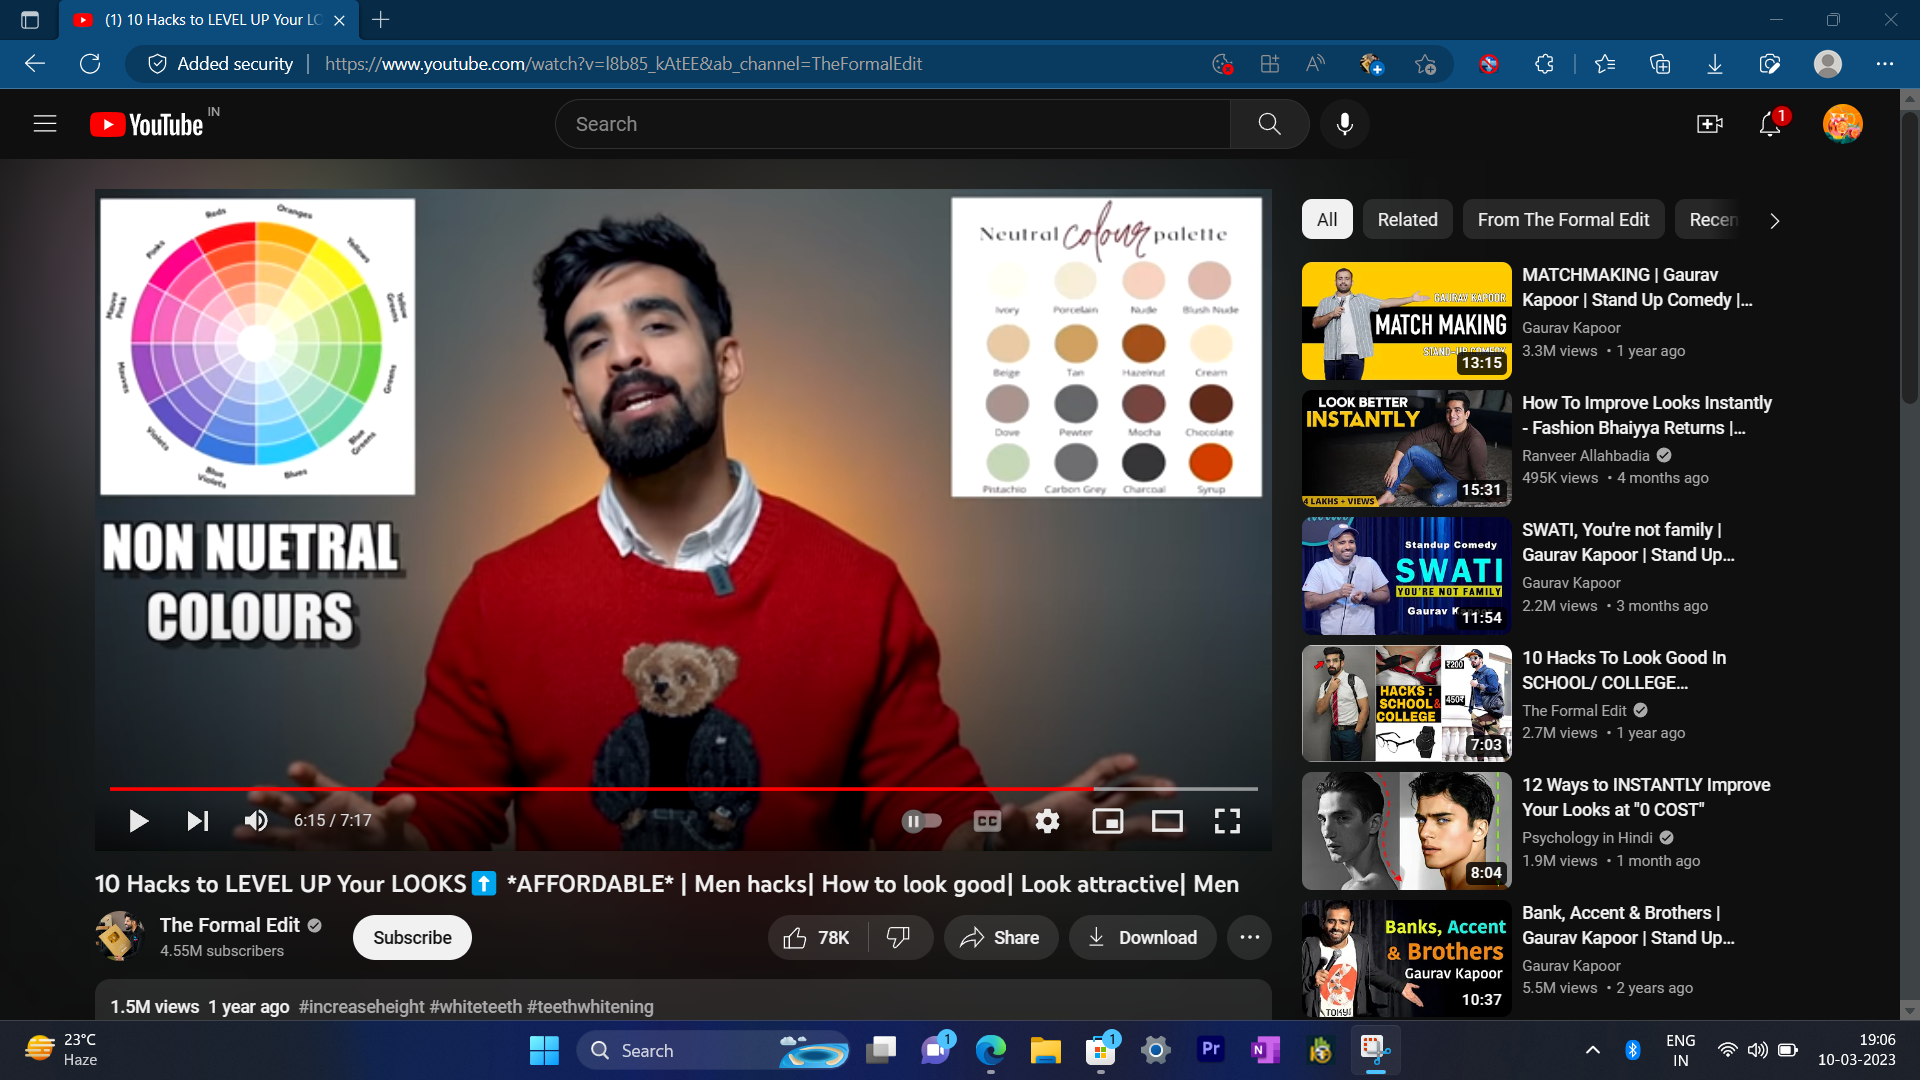 (1) 10 Hacks to LEVEL UP Your LO
Added security
https://www.youtube.com/watch?v=l8b85_kAtEE&ab_channel=TheFormalEdit
YouTube IN
Search
1
Reds
Oranges
Yellows
Yellow Greens
Greens
Blue Greens
Blues
Blue Violets
Violets
Mauves
Mauve Pinks
Pinks
NON NUETRAL
COLOURS
Neutral colour palette
Ivory Porcelain Nude Blush Nude
Beige Tan Hazelnut Cream
Dove Pewter Mocha Chocolate
Pistachio Carbon Grey Charcoal Syrup
6:15 / 7:17
CC
10 Hacks to LEVEL UP Your LOOKS⬆ *AFFORDABLE* | Men hacks| How to look good| Look attractive| Men
The Formal Edit
4.55M subscribers
Subscribe
78K
Share
Download
1.5M views 1 year ago #increaseheight #whiteteeth #teethwhitening
All
Related
From The Formal Edit
Recen
GAURAV KAPOOR
MATCH MAKING
STAND-UP COMEDY
13:15
MATCHMAKING | Gaurav
Kapoor | Stand Up Comedy |...
Gaurav Kapoor
3.3M views • 1 year ago
LOOK BETTER
INSTANTLY
4 LAKHS + VIEWS
15:31
How To Improve Looks Instantly
- Fashion Bhaiyya Returns |...
Ranveer Allahbadia
495K views • 4 months ago
Standup Comedy
SWATI
YOU'RE NOT FAMILY
Gaurav K
11:54
SWATI, You're not family |
Gaurav Kapoor | Stand Up...
Gaurav Kapoor
2.2M views • 3 months ago
₹200
HACKS :
SCHOOL&
COLLEGE
450₹
7:03
10 Hacks To Look Good In
SCHOOL/ COLLEGE...
The Formal Edit
2.7M views • 1 year ago
8:04
12 Ways to INSTANTLY Improve
Your Looks at "0 COST"
Psychology in Hindi
1.9M views • 1 month ago
Banks, Accent
& Brothers
Gaurav Kapoor
TOKYO
10:37
Bank, Accent & Brothers |
Gaurav Kapoor | Stand Up...
Gaurav Kapoor
5.5M views • 2 years ago
23°C
Haze
Search
1
1
Pr
N
ENG
IN
19:06
10-03-2023